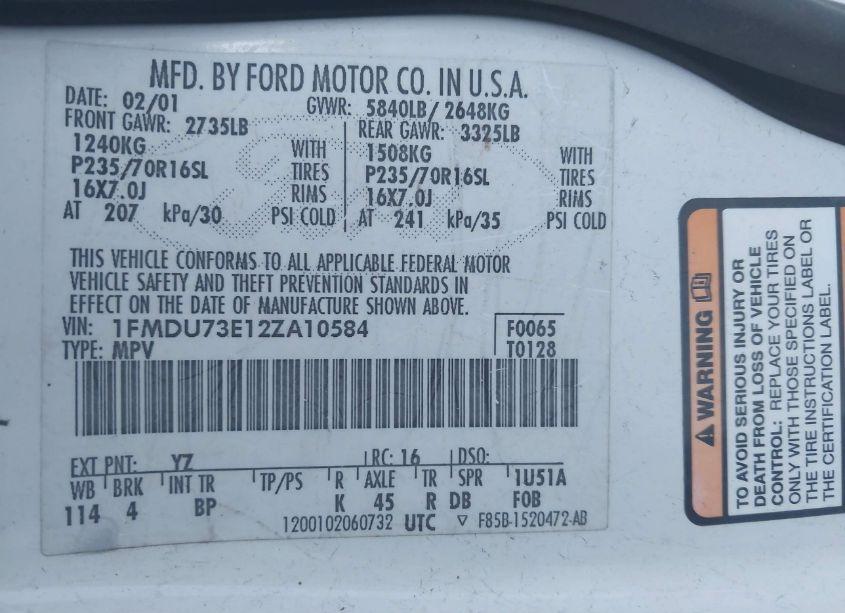 MFD. BY FORD MOTOR CO. IN U.S.A.
DATE: 02/01 GVWR: 5840LB/ 2648KG
FRONT GAWR: 2735LB REAR GAWR: 3325LB
1240KG WITH 1508KG WITH
P235/70R16SL TIRES P235/70R16SL TIRES
16X7.0J RIMS 16X7.0J RIMS
AT 207 kPa/30 PSI COLD AT 241 kPa/35 PSI COLD
THIS VEHICLE CONFORMS TO ALL APPLICABLE FEDERAL MOTOR
VEHICLE SAFETY AND THEFT PREVENTION STANDARDS IN
EFFECT ON THE DATE OF MANUFACTURE SHOWN ABOVE.
VIN: 1FMDU73E12ZA10584 F0065
TYPE: MPV T0128
EXT PNT: YZ RC: 16 DSO:
WB BRK INT TR TP/PS R AXLE TR SPR 1U51A
114 4 BP K 45 R DB F0B
1200102060732 UTC ▽ F85B-1520472-AB
⚠ WARNING
TO AVOID SERIOUS INJURY OR
DEATH FROM LOSS OF VEHICLE
CONTROL: REPLACE YOUR TIRES
ONLY WITH THOSE SPECIFIED ON
THE TIRE INSTRUCTIONS LABEL OR
THE CERTIFICATION LABEL.